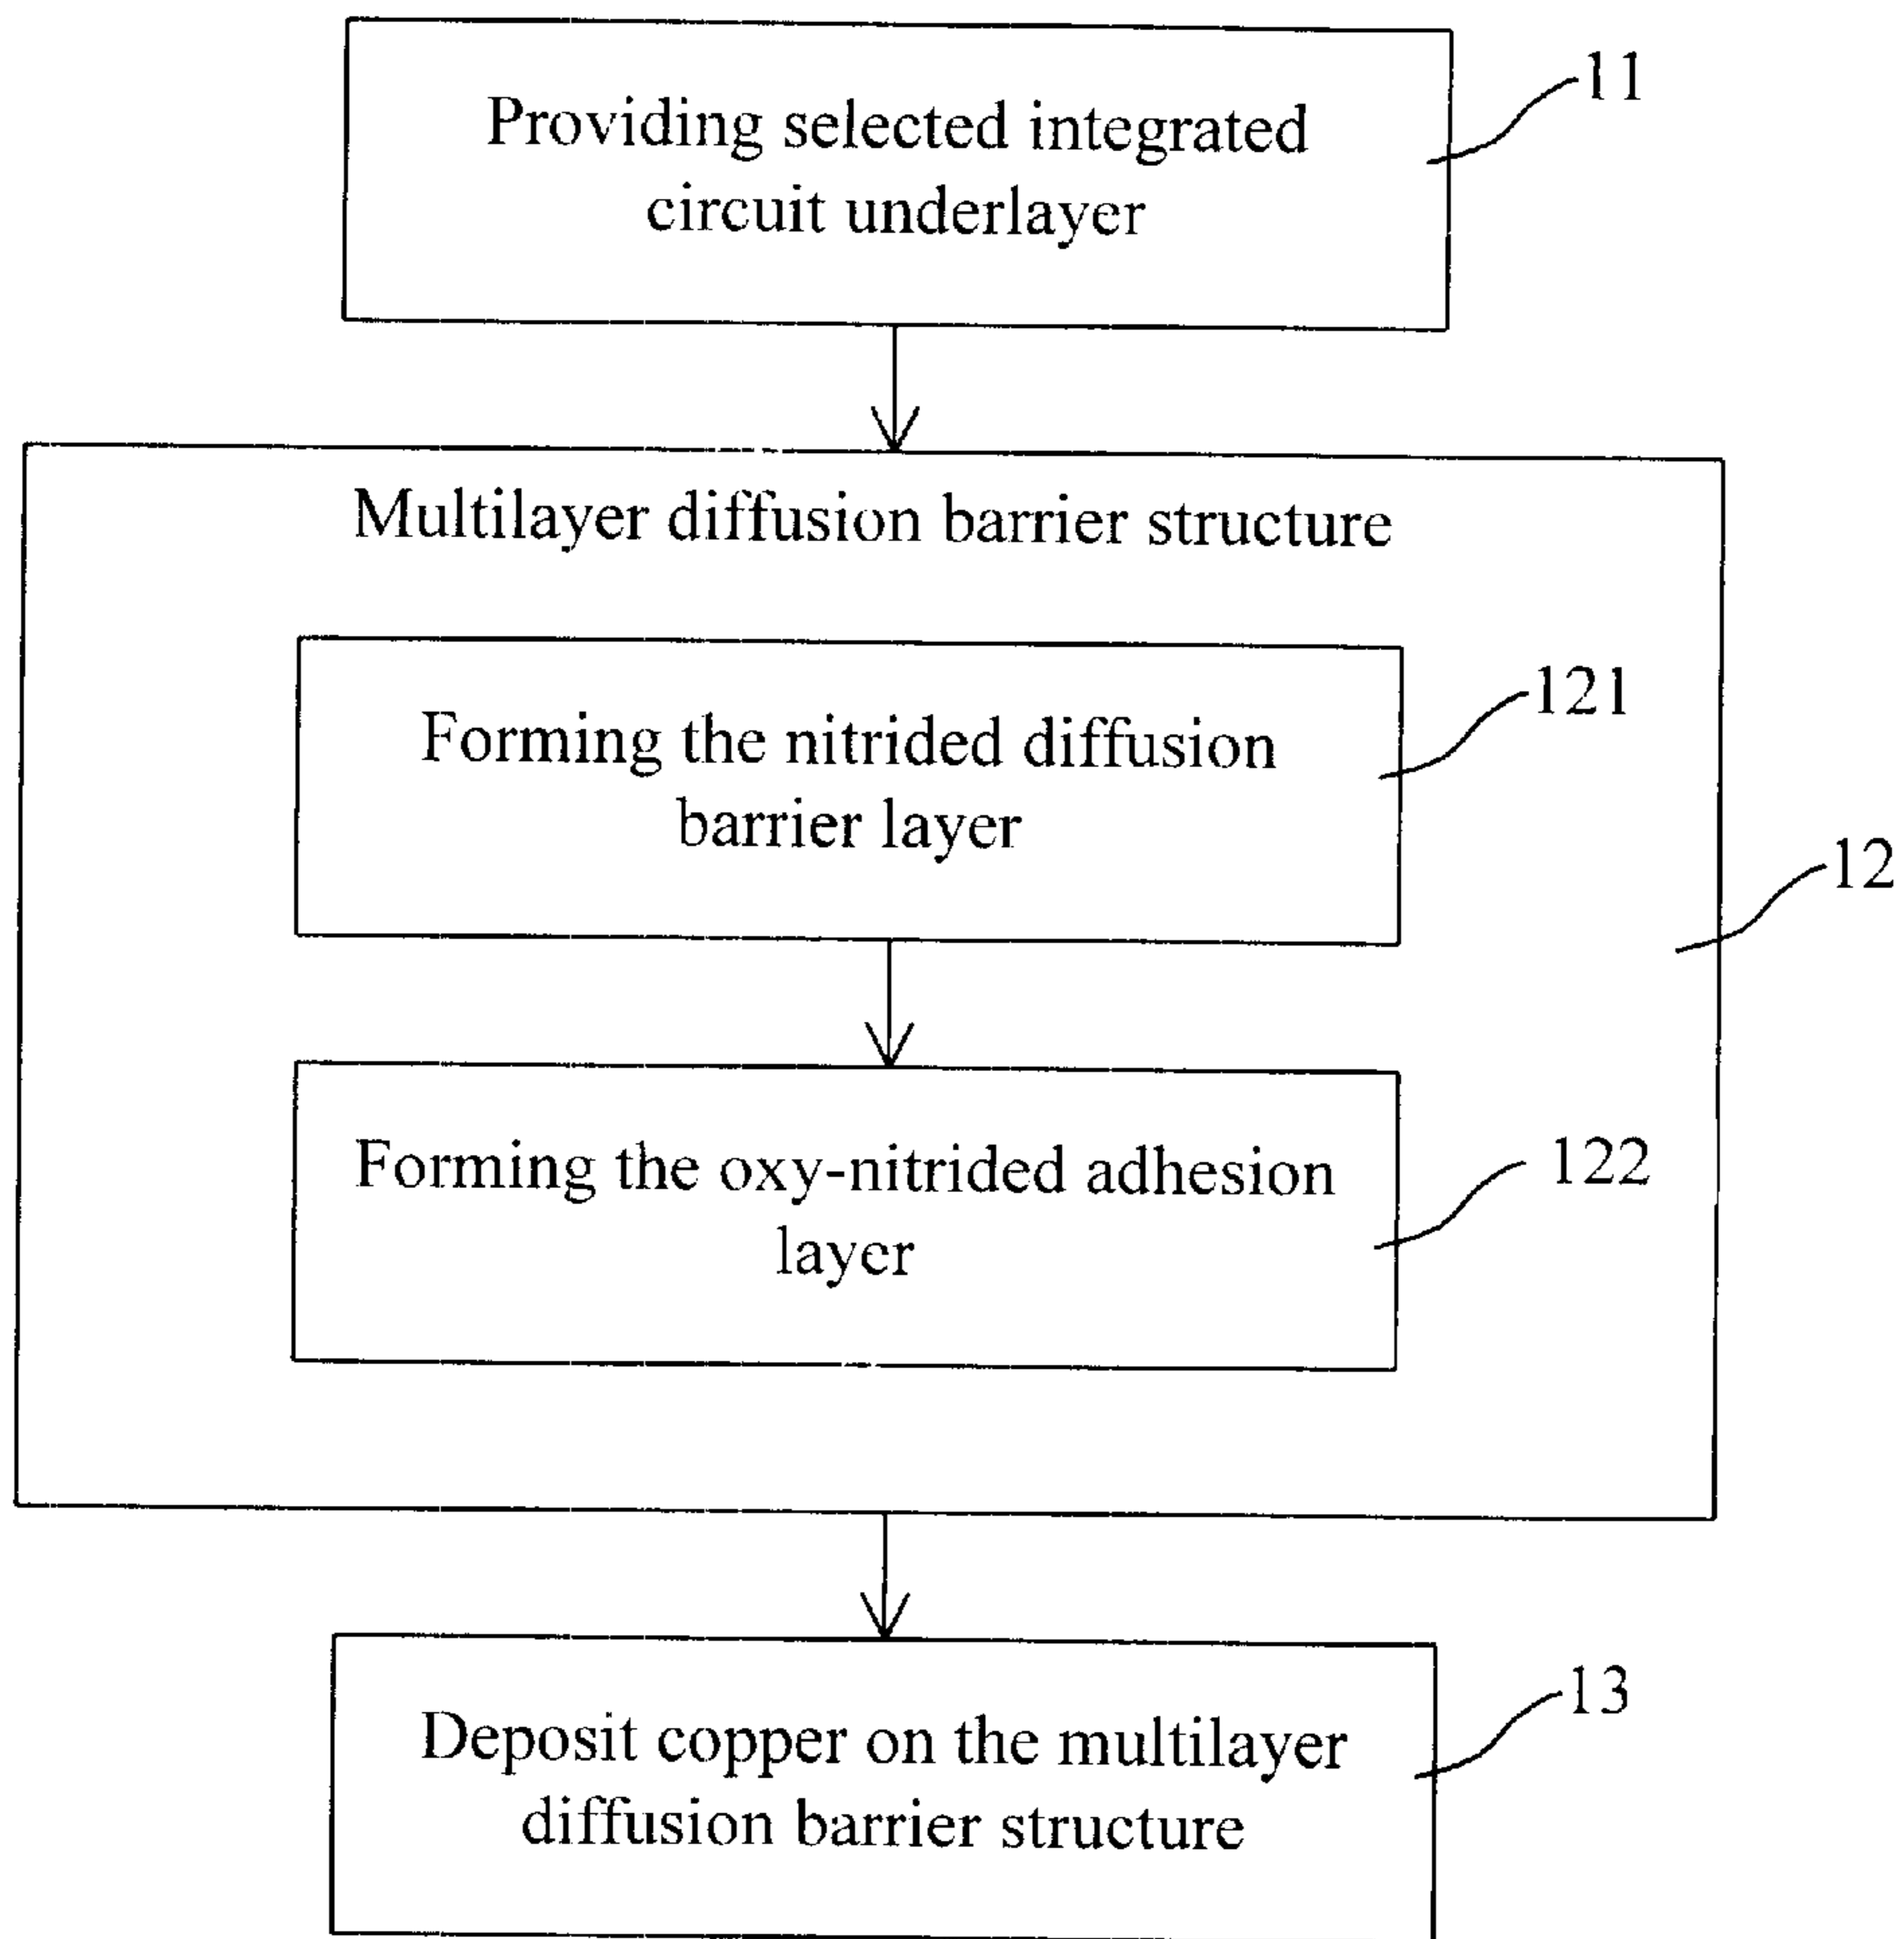 Providing selected integrated
circuit underlayer
11
Multilayer diffusion barrier structure
Forming the nitrided diffusion
barrier layer
121
12
Forming the oxy-nitrided adhesion
layer
122
Deposit copper on the multilayer
diffusion barrier structure
13